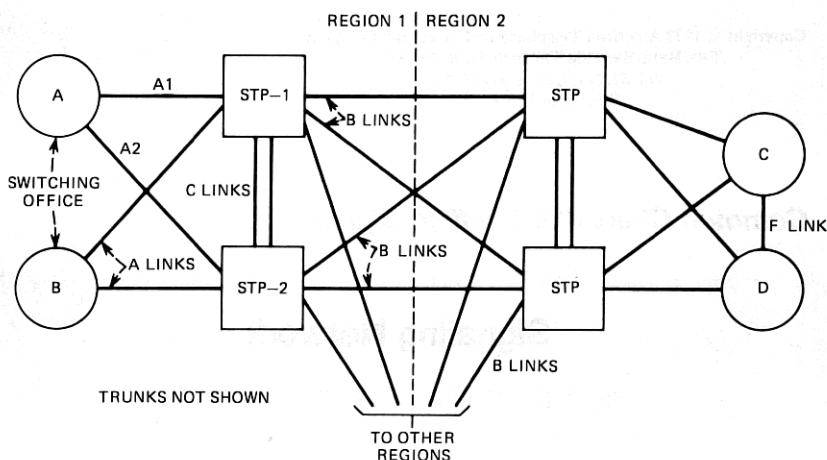 REGION 1 REGION 2
A
A1
STP-1
STP
B LINKS
A2
C
SWITCHING
OFFICE
C LINKS
F LINK
B LINKS
A LINKS
B
STP-2
STP
D
B LINKS
TRUNKS NOT SHOWN
TO OTHER
REGIONS